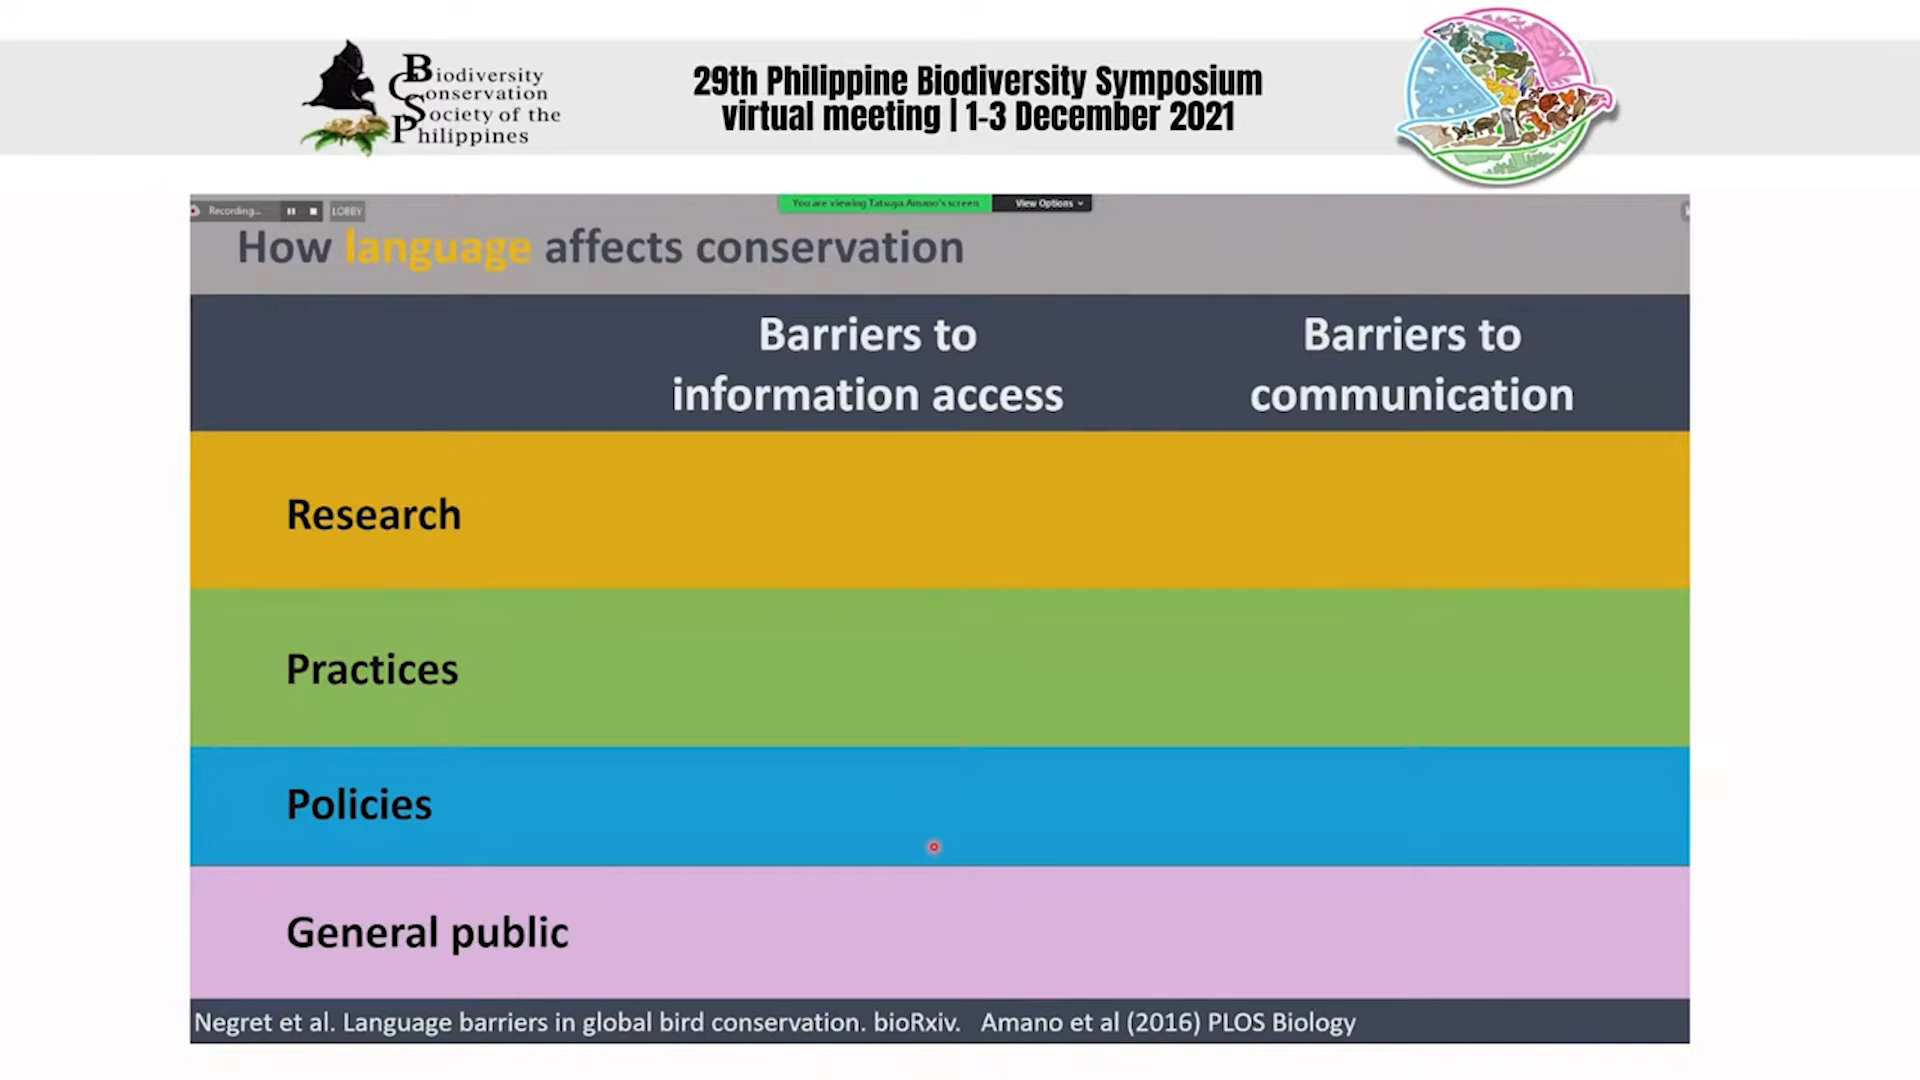 Biodiversity
Conservation
Society of the
Philippines
29th Philippine Biodiversity Symposium
virtual meeting | 1-3 December 2021
Recording...
LOBBY
You are viewing Tatsuya Amano's screen
View Options
How language affects conservation
Barriers to
information access
Barriers to
communication
Research
Practices
Policies
General public
Negret et al. Language barriers in global bird conservation. bioRxiv. Amano et al (2016) PLOS Biology